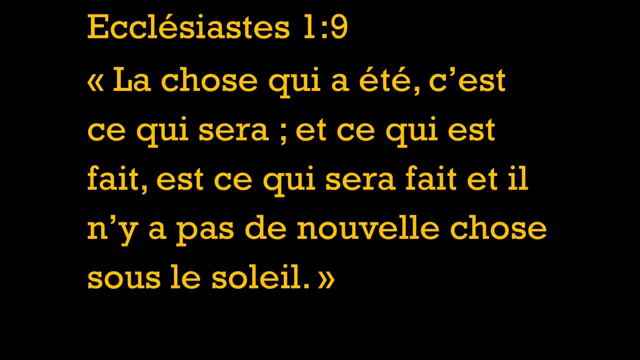 Ecclésiastes 1:9
« La chose qui a été, c’est
ce qui sera ; et ce qui est
fait, est ce qui sera fait et il
n’y a pas de nouvelle chose
sous le soleil. »